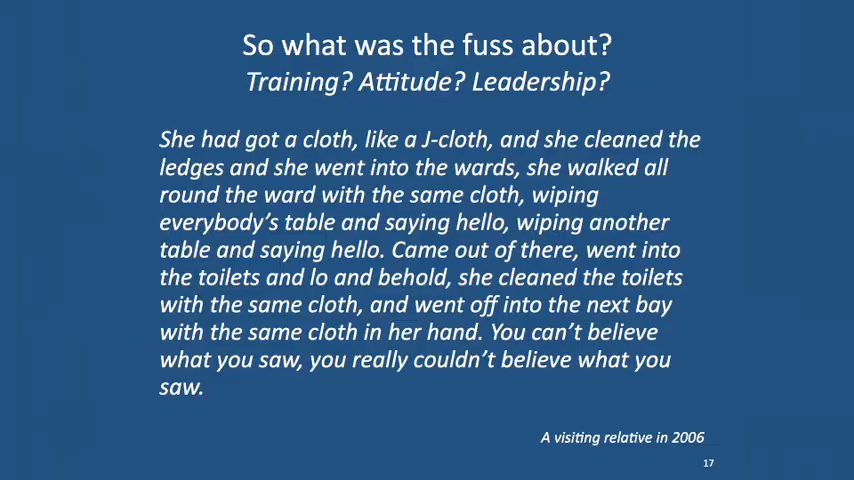 So what was the fuss about?
Training? Attitude? Leadership?
She had got a cloth, like a J-cloth, and she cleaned the
ledges and she went into the wards, she walked all
round the ward with the same cloth, wiping
everybody’s table and saying hello, wiping another
table and saying hello. Came out of there, went into
the toilets and lo and behold, she cleaned the toilets
with the same cloth, and went off into the next bay
with the same cloth in her hand. You can’t believe
what you saw, you really couldn’t believe what you
saw.
A visiting relative in 2006
17